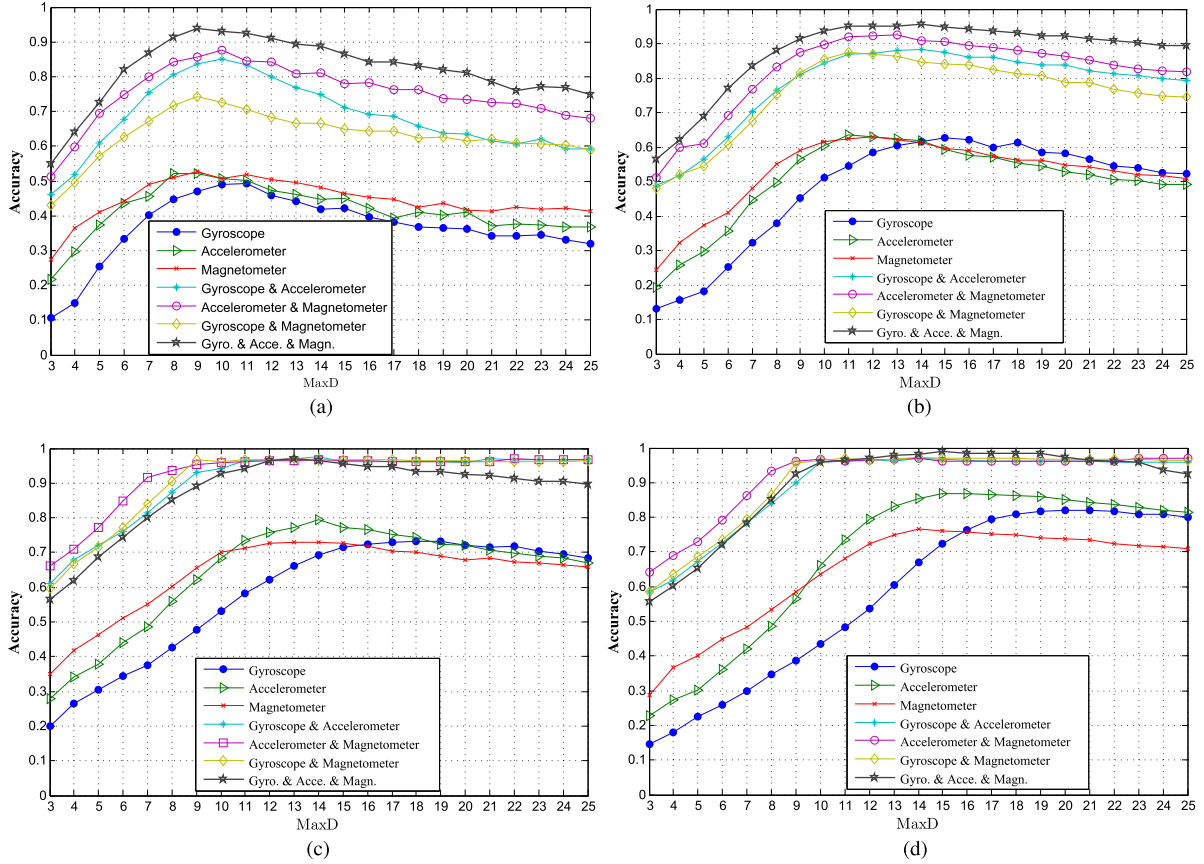 1
0.9
0.8
0.7
0.6
0.5
0.4
0.3
0.2
0.1
0
Accuracy
3 4 5 6 7 8 9 10 11 12 13 14 15 16 17 18 19 20 21 22 23 24 25
MaxD
Gyroscope
Accelerometer
Magnetometer
Gyroscope & Accelerometer
Accelerometer & Magnetometer
Gyroscope & Magnetometer
Gyro. & Acce. & Magn.
(a)
1
0.9
0.8
0.7
0.6
0.5
0.4
0.3
0.2
0.1
0
Accuracy
3 4 5 6 7 8 9 10 11 12 13 14 15 16 17 18 19 20 21 22 23 24 25
MaxD
Gyroscope
Accelerometer
Magnetometer
Gyroscope & Accelerometer
Accelerometer & Magnetometer
Gyroscope & Magnetometer
Gyro. & Acce. & Magn.
(b)
1
0.9
0.8
0.7
0.6
0.5
0.4
0.3
0.2
0.1
0
Accuracy
3 4 5 6 7 8 9 10 11 12 13 14 15 16 17 18 19 20 21 22 23 24 25
MaxD
Gyroscope
Accelerometer
Magnetometer
Gyroscope & Accelerometer
Accelerometer & Magnetometer
Gyroscope & Magnetometer
Gyro. & Acce. & Magn.
(c)
1
0.9
0.8
0.7
0.6
0.5
0.4
0.3
0.2
0.1
0
Accuracy
3 4 5 6 7 8 9 10 11 12 13 14 15 16 17 18 19 20 21 22 23 24 25
MaxD
Gyroscope
Accelerometer
Magnetometer
Gyroscope & Accelerometer
Accelerometer & Magnetometer
Gyroscope & Magnetometer
Gyro. & Acce. & Magn.
(d)